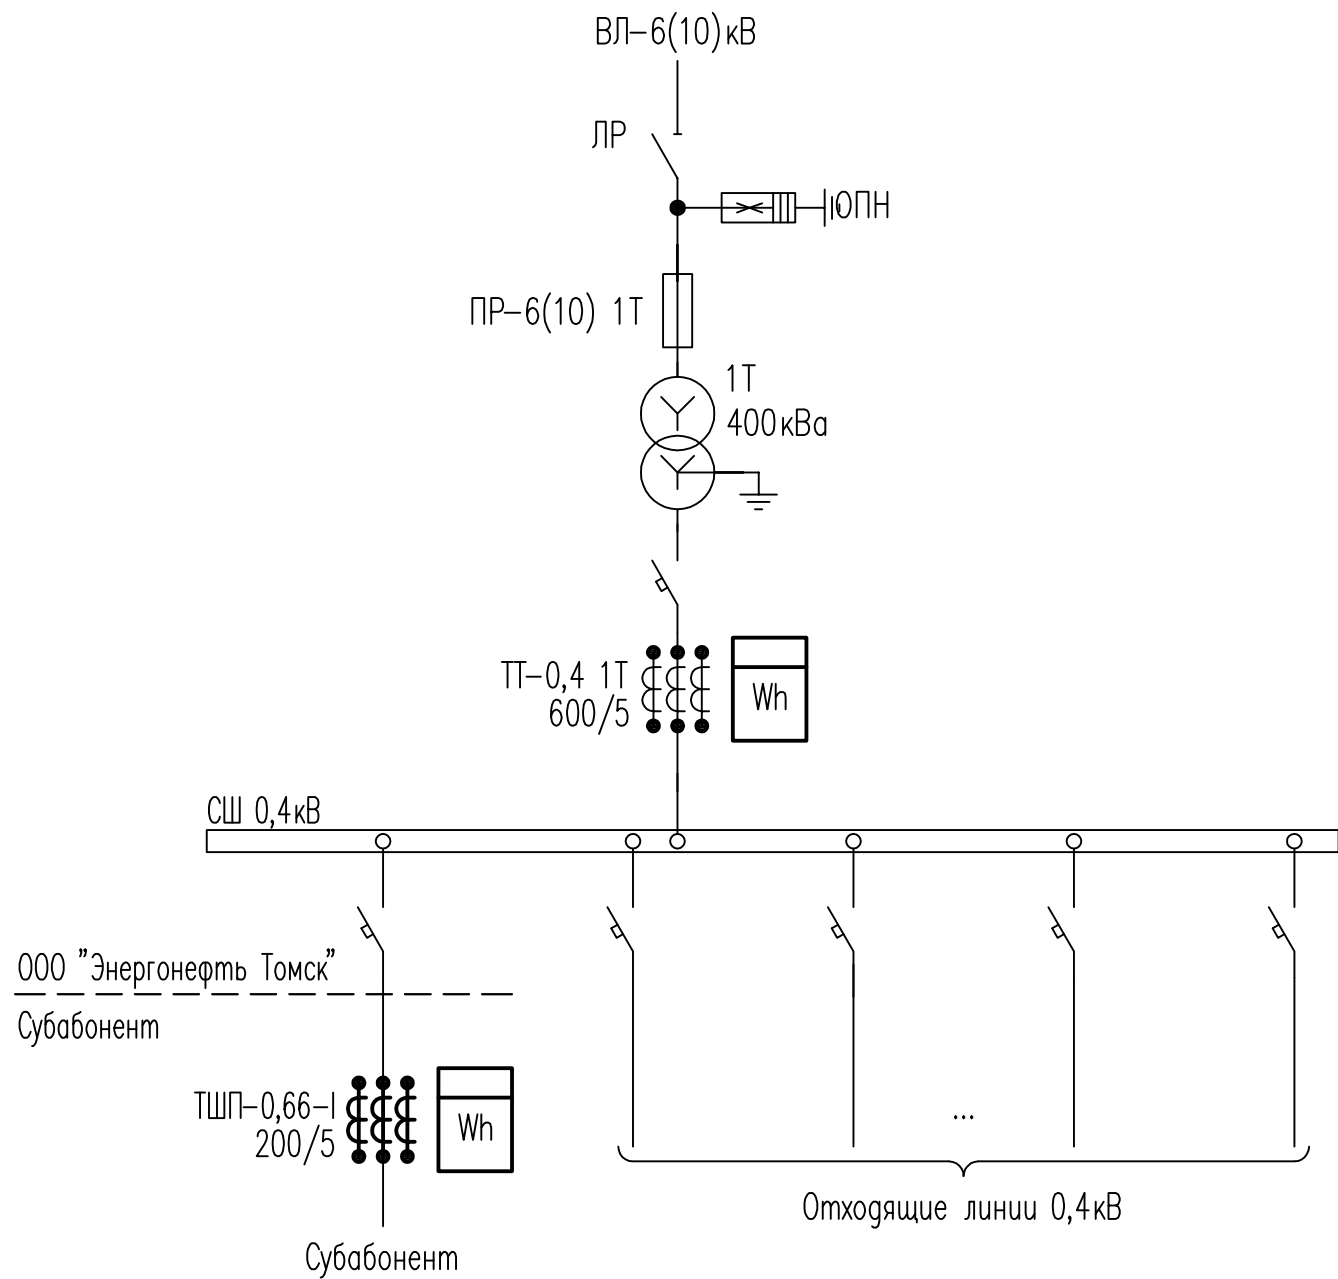 ВЛ-6(10)кВ
ЛР
ОПН
ПР-6(10) 1Т
1Т
400кВа
ТТ-0,4 1Т
600/5
Wh
СШ 0,4кВ
ООО "Энергонефть Томск"
Субабонент
ТШП-0,66-I
200/5
Wh
...
Отходящие линии 0,4кВ
Субабонент